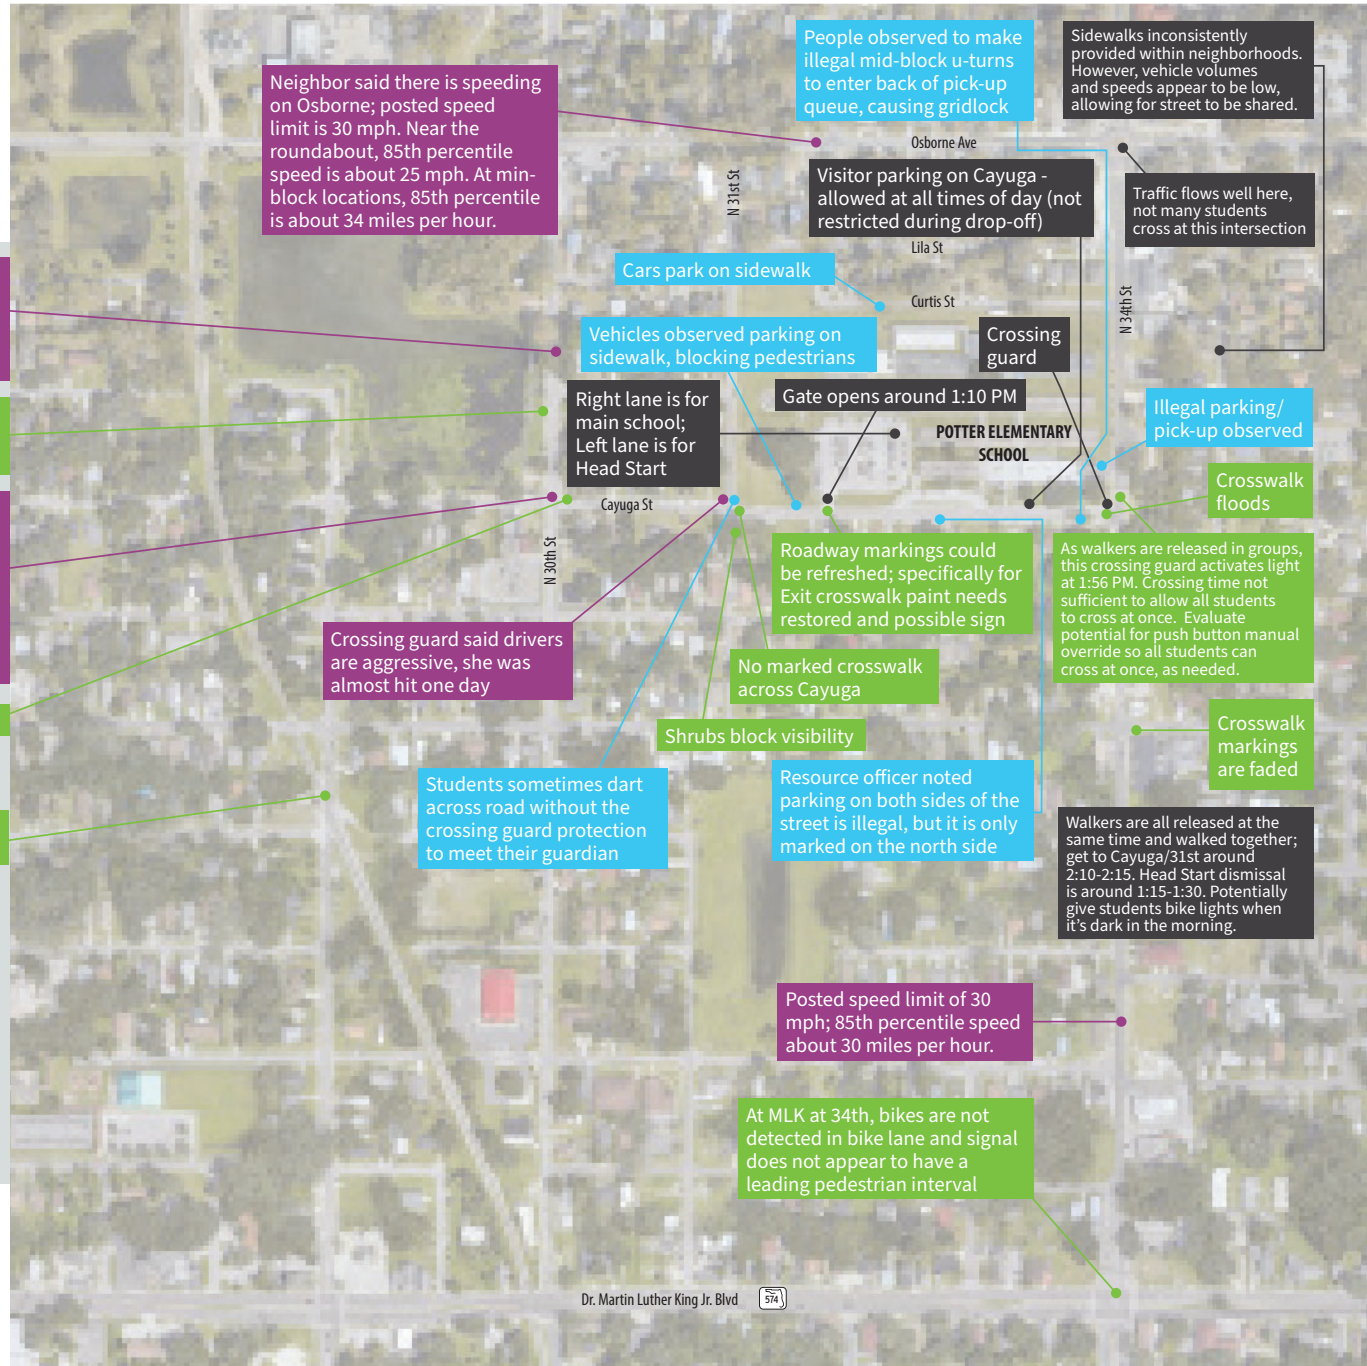 People observed to make
illegal mid-block u-turns
to enter back of pick-up
queue, causing gridlock
Sidewalks inconsistently
provided within neighborhoods.
However, vehicle volumes
and speeds appear to be low,
allowing for street to be shared.
Neighbor said there is speeding
on Osborne; posted speed
limit is 30 mph. Near the
roundabout, 85th percentile
speed is about 25 mph. At min-
block locations, 85th percentile
is about 34 miles per hour.
Osborne Ave
N 31st St
Visitor parking on Cayuga -
allowed at all times of day (not
restricted during drop-off)
Traffic flows well here,
not many students
cross at this intersection
Lila St
Cars park on sidewalk
Curtis St
N 34th St
Vehicles observed parking on
sidewalk, blocking pedestrians
Crossing
guard
Right lane is for
main school;
Left lane is for
Head Start
Gate opens around 1:10 PM
Illegal parking/
pick-up observed
POTTER ELEMENTARY
SCHOOL
Crosswalk
floods
Cayuga St
N 30th St
Roadway markings could
be refreshed; specifically for
Exit crosswalk paint needs
restored and possible sign
As walkers are released in groups,
this crossing guard activates light
at 1:56 PM. Crossing time not
sufficient to allow all students
to cross at once. Evaluate
potential for push button manual
override so all students can
cross at once, as needed.
Crossing guard said drivers
are aggressive, she was
almost hit one day
No marked crosswalk
across Cayuga
Shrubs block visibility
Crosswalk
markings
are faded
Students sometimes dart
across road without the
crossing guard protection
to meet their guardian
Resource officer noted
parking on both sides of the
street is illegal, but it is only
marked on the north side
Walkers are all released at the
same time and walked together;
get to Cayuga/31st around
2:10-2:15. Head Start dismissal
is around 1:15-1:30. Potentially
give students bike lights when
it's dark in the morning.
Posted speed limit of 30
mph; 85th percentile speed
about 30 miles per hour.
At MLK at 34th, bikes are not
detected in bike lane and signal
does not appear to have a
leading pedestrian interval
Dr. Martin Luther King Jr. Blvd
574